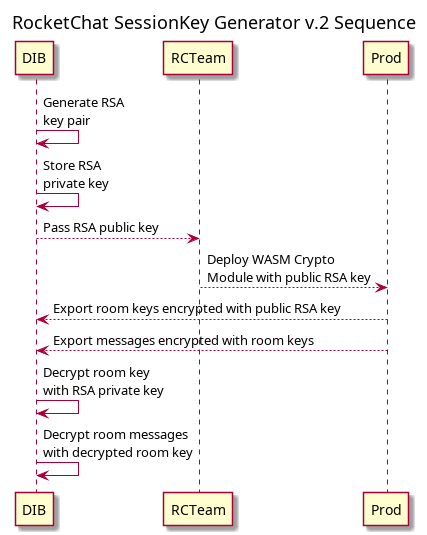 RocketChat SessionKey Generator v.2 Sequence
DIB
RCTeam
Prod
Generate RSA
key pair
Store RSA
private key
Pass RSA public key
Deploy WASM Crypto
Module with public RSA key
Export room keys encrypted with public RSA key
Export messages encrypted with room keys
Decrypt room key
with RSA private key
Decrypt room messages
with decrypted room key
DIB
RCTeam
Prod